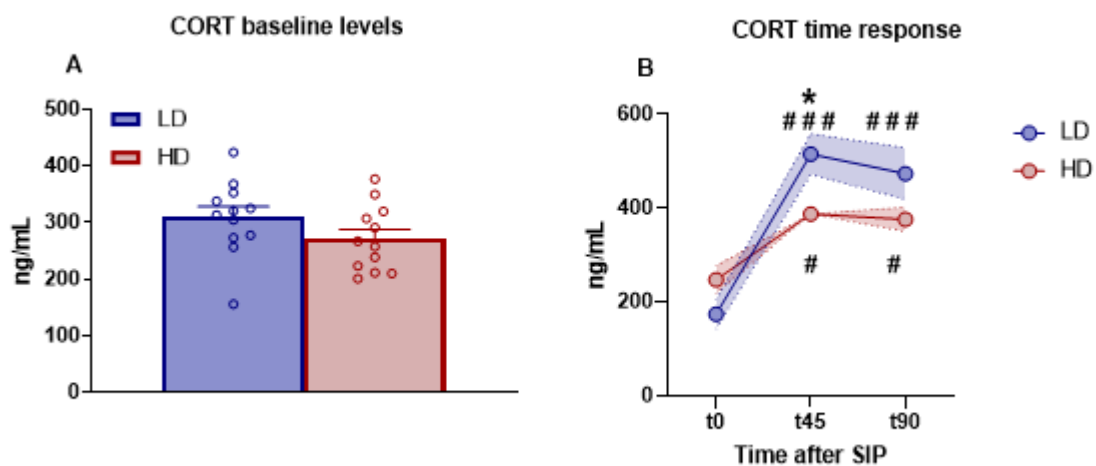 CORT baseline levels
A
500
400
300
200
100
0
ng/mL
LD
HD
CORT time response
B
600
400
200
0
ng/mL
*
### ###
# #
t0 t45 t90
Time after SIP
LD
HD